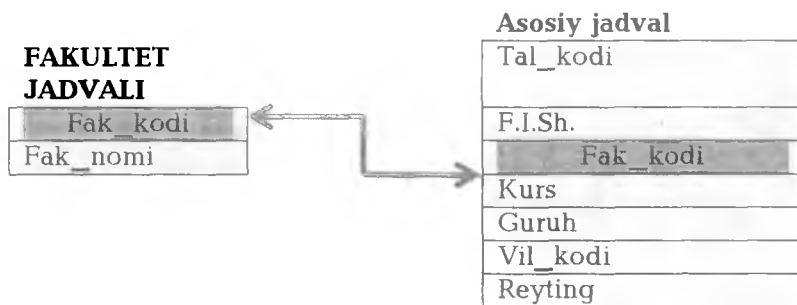 FAKULTET
JADVALI
Fak_kodi
Fak_nomi
Asosiy jadval
Tal_kodi
F.I.Sh.
Fak_kodi
Kurs
Guruh
Vil_kodi
Reyting